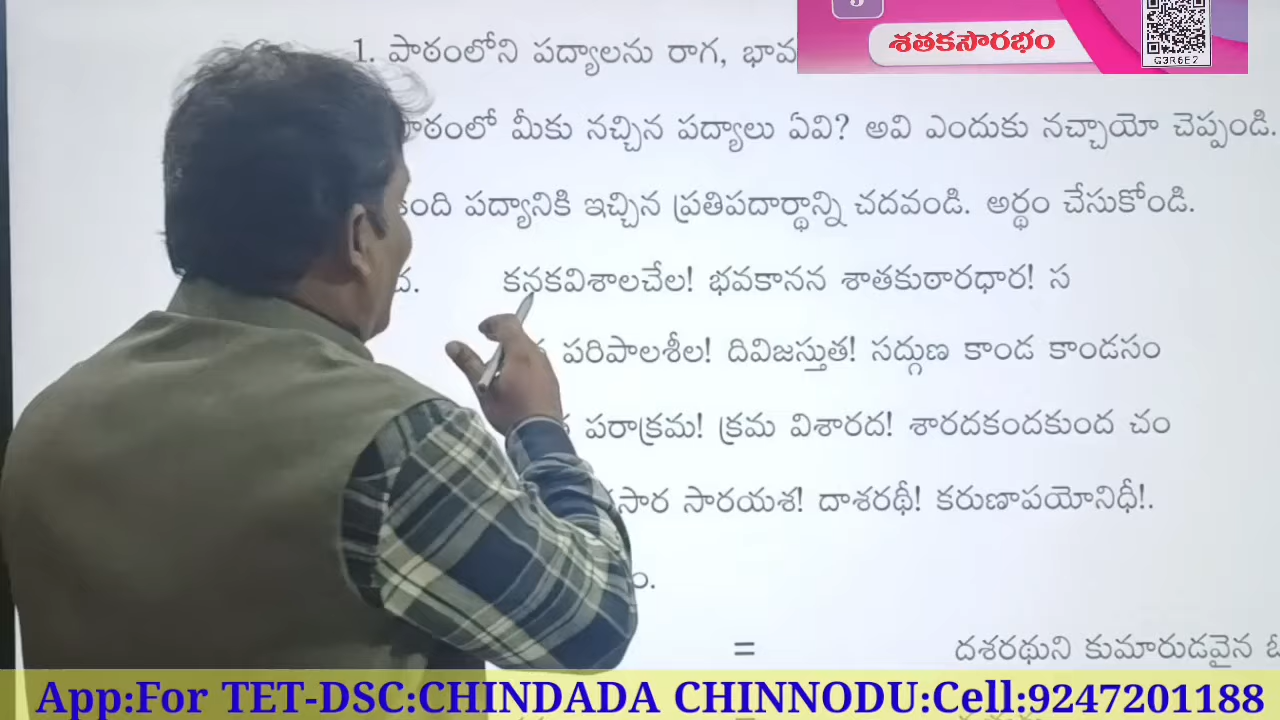 శతకసౌరభం
G3R6E7
1. పాఠంలోని పద్యాలను రాగ, భావ
పాఠంలో మీకు నచ్చిన పద్యాలు ఏవి? అవి ఎందుకు నచ్చాయో చెప్పండి.
కింది పద్యానికి ఇచ్చిన ప్రతిపదార్థాన్ని చదవండి. అర్థం చేసుకోండి.
కనకవిశాలచేల! భవకానన శాతకుఠారధార! స
పరిపాలశీల! దివిజస్తుత! సద్గుణ కాండ కాండసం
పరాక్రమ! క్రమ విశారద! శారదకందకుంద చం
సార సారయశ! దాశరథీ! కరుణాపయోనిధీ!.
= దశరథుని కుమారుడవైన
App:For TET-DSC:CHINDADA CHINNODU:Cell:9247201188